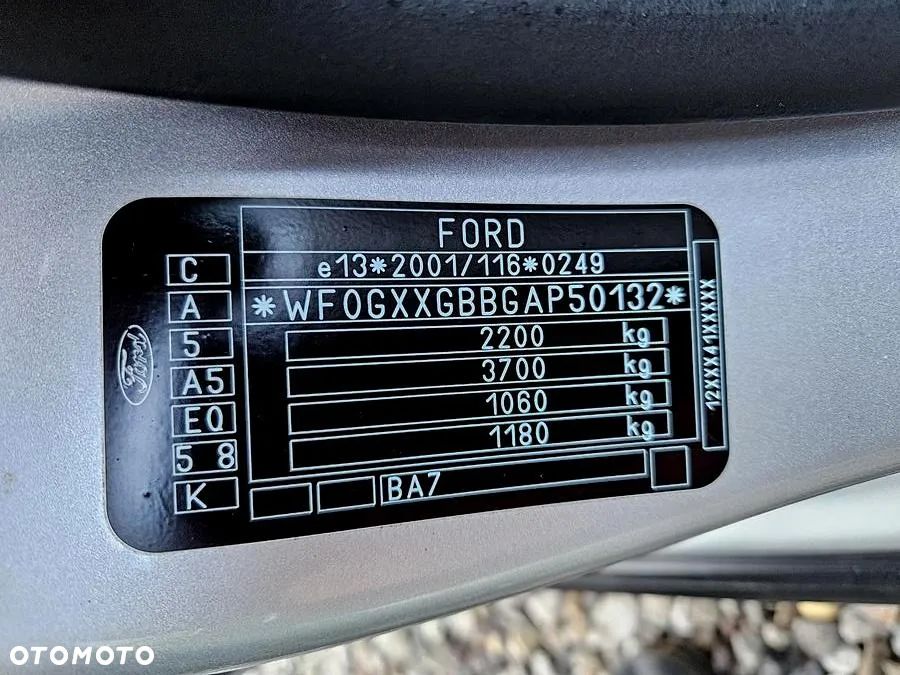 FORD
e13*2001/116*0249
*WF0GXXGBBGAP50132*
2200 kg
3700 kg
1060 kg
1180 kg
BA7
C
A
5
A5
EQ
5 8
K
Ford
12XXX41XXXXX
OTOMOTO